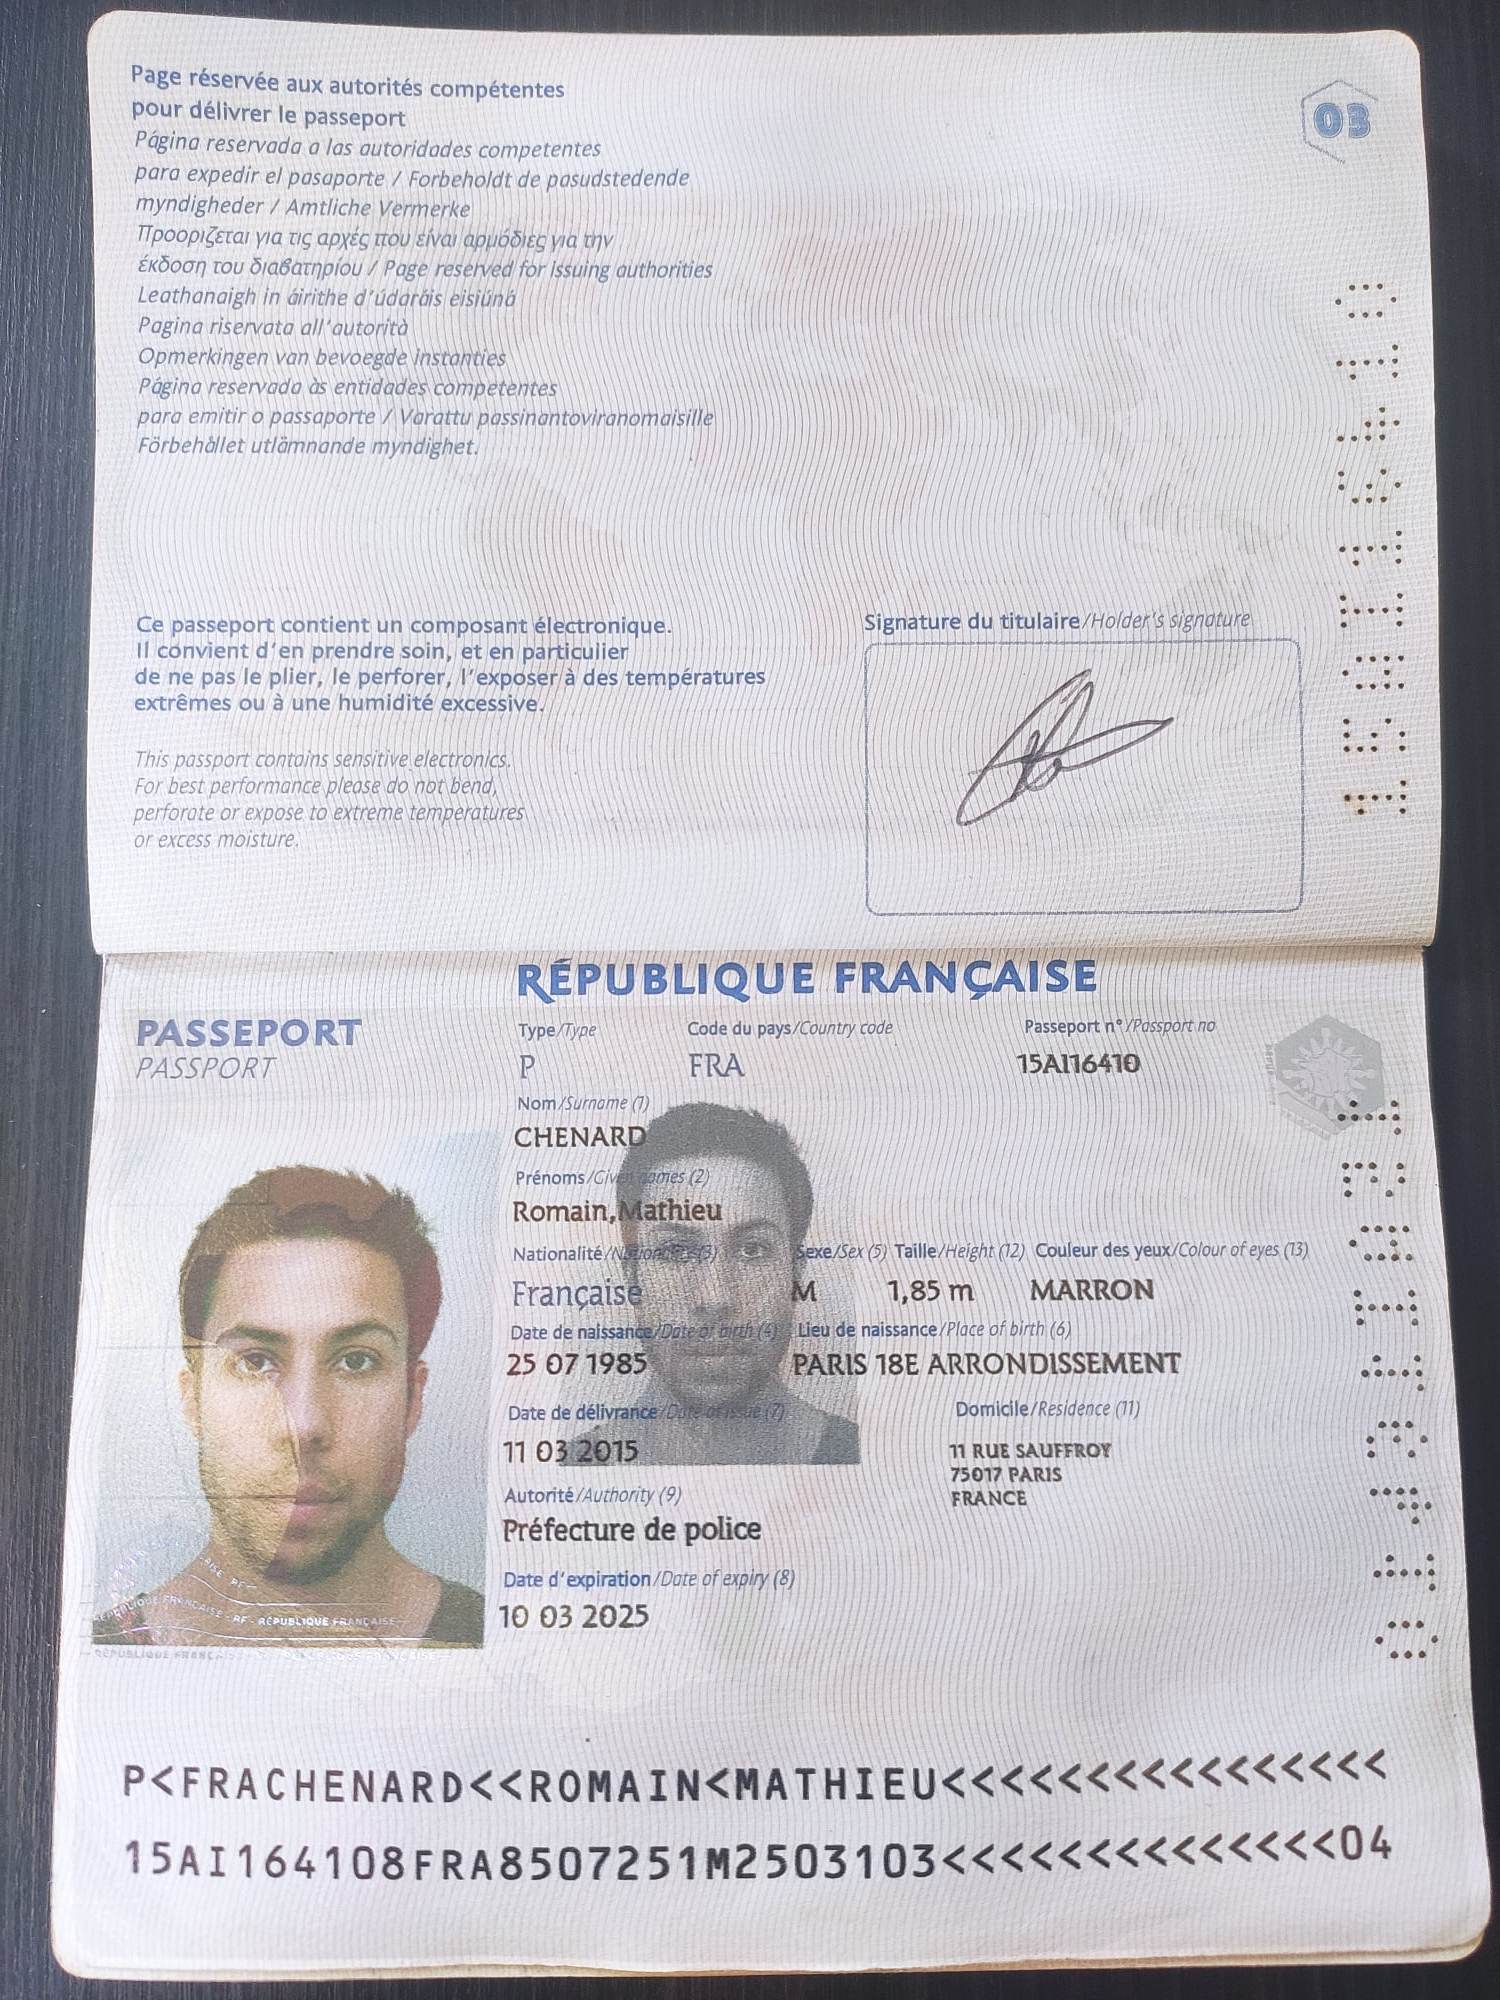 Page réservée aux autorités compétentes
pour délivrer le passeport
Página reservada a las autoridades competentes
para expedir el pasaporte / Forbeholdt de pasudstedende
myndigheder / Amtliche Vermerke
Προορίζεται για τις αρχές που είναι αρμόδιες για την
έκδοση του διαβατηρίου / Page reserved for issuing authorities
Leathanaigh in áirithe d'údaráis eisiúná
Pagina riservata all'autorità
Opmerkingen van bevoegde instanties
Página reservada às entidades competentes
para emitir o passaporte / Varattu passinantoviranomaisille
Förbehållet utlämnande myndighet.
03
15AI16410
Ce passeport contient un composant électronique.
Il convient d'en prendre soin, et en particulier
de ne pas le plier, le perforer, l'exposer à des températures
extrêmes ou à une humidité excessive.
This passport contains sensitive electronics.
For best performance please do not bend,
perforate or expose to extreme temperatures
or excess moisture.
Signature du titulaire/Holder's signature
RÉPUBLIQUE FRANÇAISE
PASSEPORT
PASSPORT
Type/Type
Code du pays/Country code
Passeport n°/Passport no
P
FRA
15AI16410
Nom/Surname (1)
CHENARD
Prénoms/Given names (2)
Romain,Mathieu
Nationalité/Nationality (3)
Sexe/Sex (5) Taille/Height (12) Couleur des yeux/Colour of eyes (13)
Française
M
1,85 m
MARRON
Date de naissance/Date of birth (4)
Lieu de naissance/Place of birth (6)
25 07 1985
PARIS 18E ARRONDISSEMENT
Date de délivrance/Date of issue (7)
Domicile/Residence (11)
11 03 2015
11 RUE SAUFFROY
75017 PARIS
FRANCE
Autorité/Authority (9)
Préfecture de police
Date d'expiration/Date of expiry (8)
10 03 2025
RÉPUBLIQUE FRANÇAISE - RF - RÉPUBLIQUE FRANÇAISE
P<FRACHENARD<<ROMAIN<MATHIEU<<<<<<<<<<<<<<<<
15AI164108FRA8507251M2503103<<<<<<<<<<<<<<04